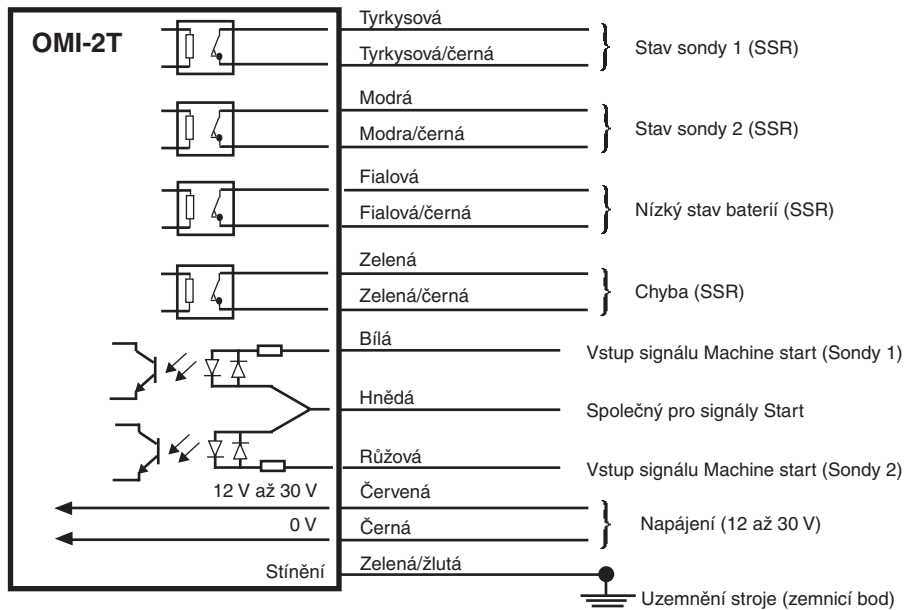 OMI-2T
Tyrkysová
Tyrkysová/černá
Stav sondy 1 (SSR)
Modrá
Modra/černá
Stav sondy 2 (SSR)
Fialová
Fialová/černá
Nízký stav baterií (SSR)
Zelená
Zelená/černá
Chyba (SSR)
Bílá
Vstup signálu Machine start (Sondy 1)
Hnědá
Společný pro signály Start
Růžová
Vstup signálu Machine start (Sondy 2)
12 V až 30 V
Červená
0 V
Černá
Napájení (12 až 30 V)
Stínění
Zelená/žlutá
Uzemnění stroje (zemnicí bod)